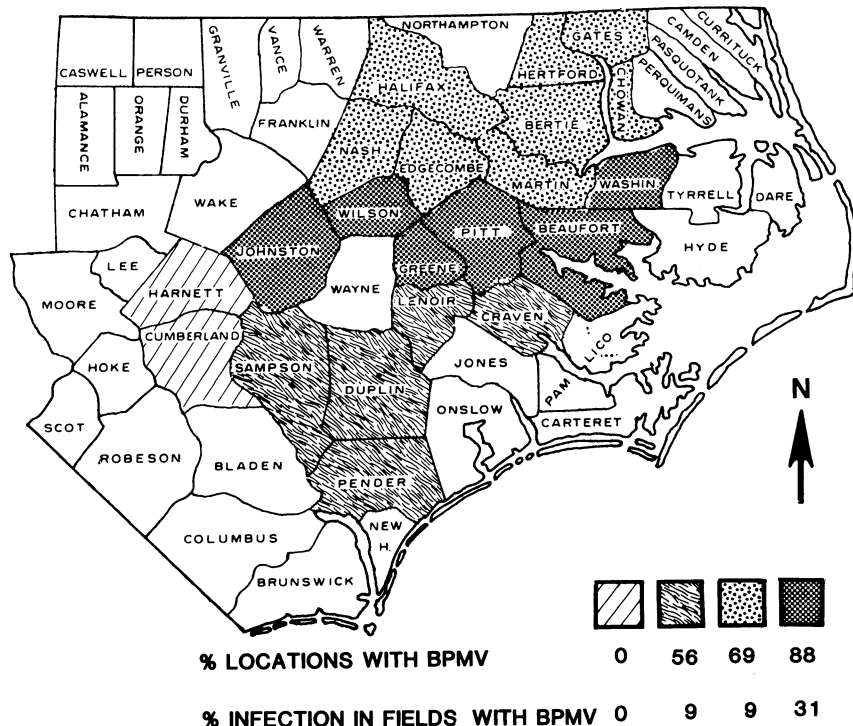 NORTHAMPTON
GATES
CURRITUCK
CAMDEN
PASQUOTANK
PERQUIMANS
CASWELL
PERSON
GRANVILLE
VANCE
WARREN
HALIFAX
HERTFORD
CHOWAN
ALAMANCE
ORANGE
DURHAM
FRANKLIN
NASH
EDGECOMBE
BERTIE
MARTIN
WASHIN.
TYRRELL
DARE
CHATHAM
WAKE
WILSON
PITT
BEAUFORT
HYDE
JOHNSTON
GREENE
LEE
MOORE
HARNETT
WAYNE
LENOIR
CRAVEN
LICO
CUMBERLAND
HOKE
SAMPSON
DUPLIN
JONES
PAM
SCOT.
ONSLOW
CARTERET
ROBESON
BLADEN
PENDER
COLUMBUS
NEW
H.
BRUNSWICK
N
% LOCATIONS WITH BPMV 0 56 69 88
% INFECTION IN FIELDS WITH BPMV 0 9 9 31